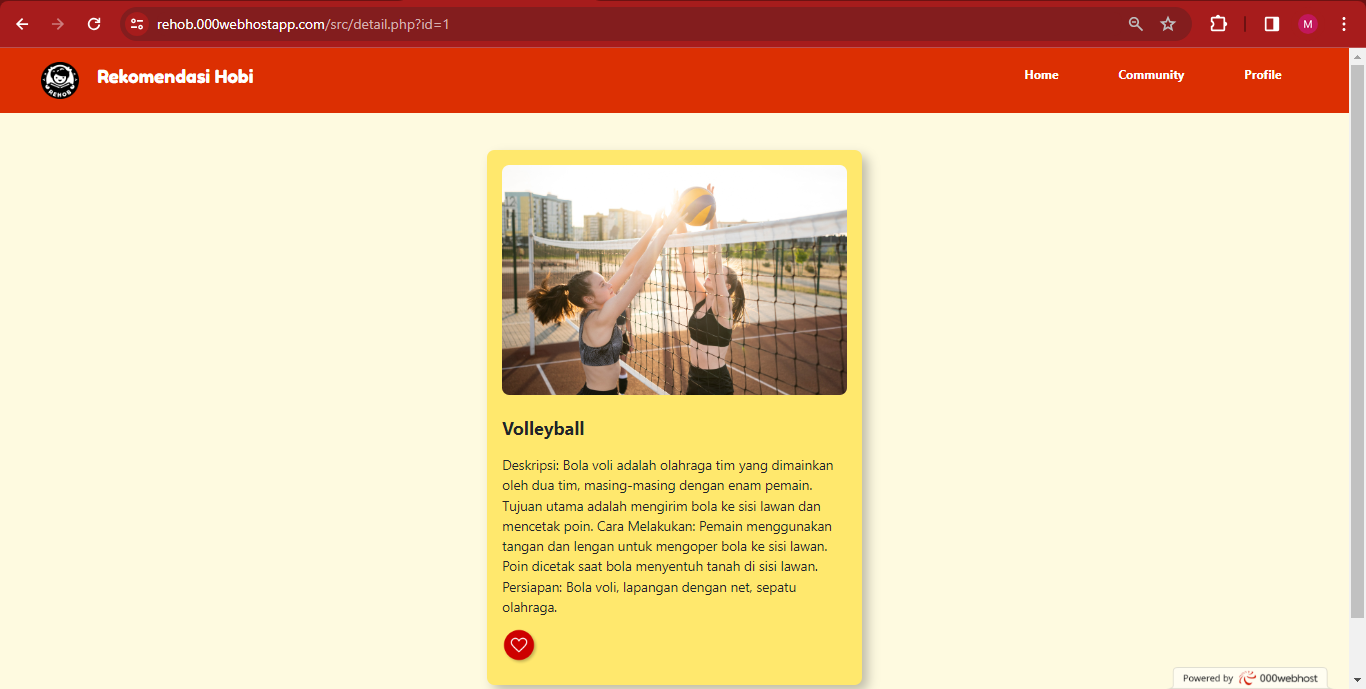 rehob.000webhostapp.com/src/detail.php?id=1
M
REHOB
Rekomendasi Hobi
Home
Community
Profile
Volleyball
Deskripsi: Bola voli adalah olahraga tim yang dimainkan
oleh dua tim, masing-masing dengan enam pemain.
Tujuan utama adalah mengirim bola ke sisi lawan dan
mencetak poin. Cara Melakukan: Pemain menggunakan
tangan dan lengan untuk mengoper bola ke sisi lawan.
Poin dicetak saat bola menyentuh tanah di sisi lawan.
Persiapan: Bola voli, lapangan dengan net, sepatu
olahraga.
Powered by 000webhost